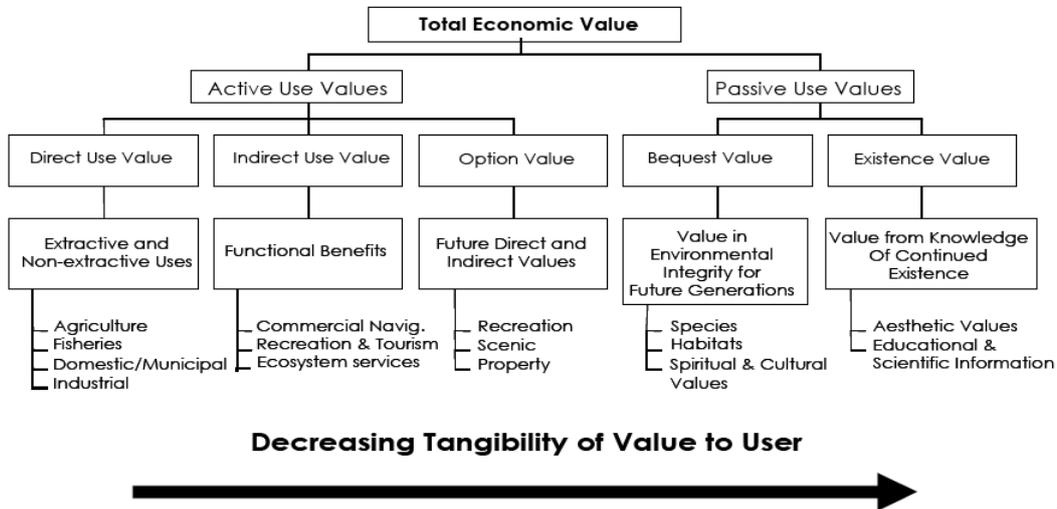 Total Economic Value
Active Use Values
Passive Use Values
Direct Use Value
Indirect Use Value
Option Value
Bequest Value
Existence Value
Extractive and
Non-extractive Uses
Functional Benefits
Future Direct and
Indirect Values
Value in
Environmental
Integrity for
Future Generations
Value from Knowledge
Of Continued
Existence
Agriculture
Fisheries
Domestic/Municipal
Industrial
Commercial Navig.
Recreation & Tourism
Ecosystem services
Recreation
Scenic
Property
Species
Habitats
Spiritual & Cultural
Values
Aesthetic Values
Educational &
Scientific Information
Decreasing Tangibility of Value to User